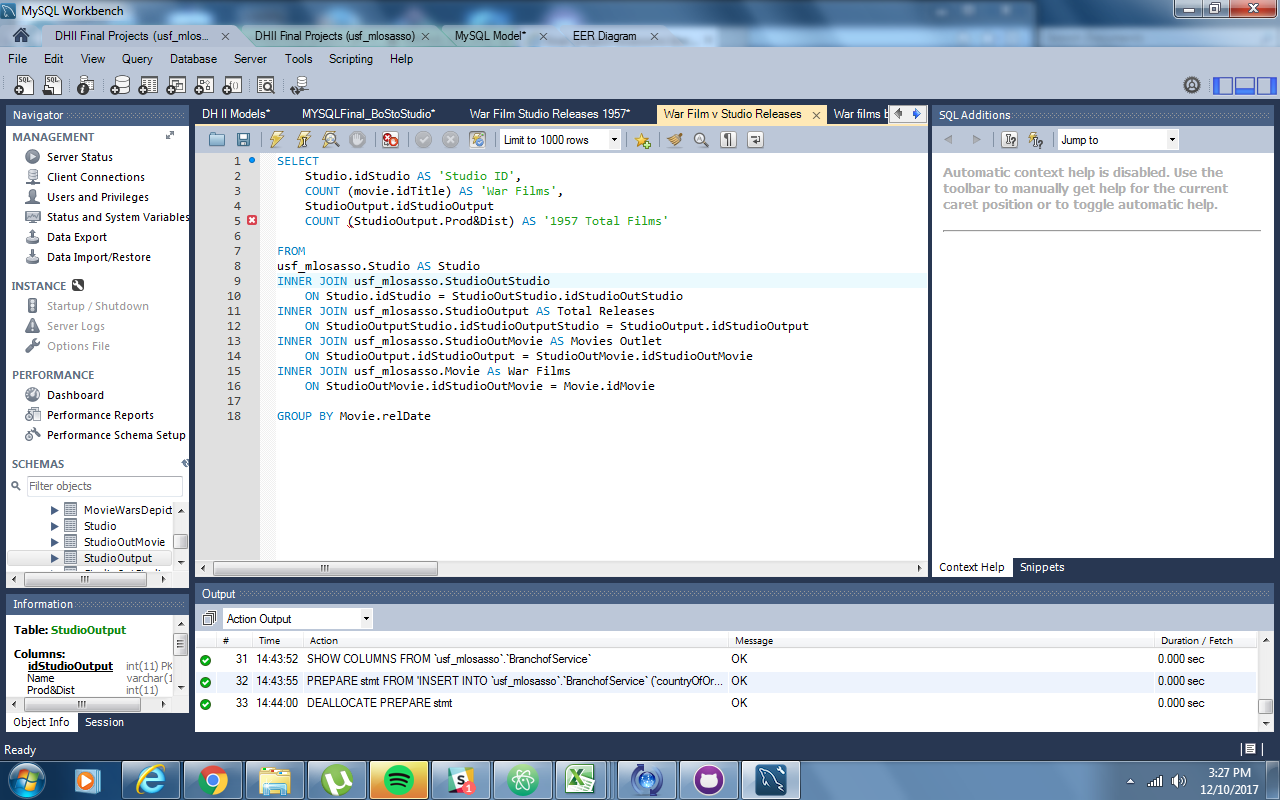 MySQL Workbench
DHII Final Projects (usf_mlos...
DHII Final Projects (usf_mlosasso)
MySQL Model*
EER Diagram
File Edit View Query Database Server Tools Scripting Help
Navigator
MANAGEMENT
Server Status
Client Connections
Users and Privileges
Status and System Variables
Data Export
Data Import/Restore
INSTANCE
Startup / Shutdown
Server Logs
Options File
PERFORMANCE
Dashboard
Performance Reports
Performance Schema Setup
SCHEMAS
Filter objects
MovieWarsDepict
Studio
StudioOutMovie
StudioOutput
Information
Table: StudioOutput
Columns:
idStudioOutput int(11) PK
Name varchar(1
Prod&Dist int(11)
Object Info Session
DH II Models* MYSQLFinal_BoStoStudio* War Film Studio Releases 1957* War Film v Studio Releases War films b
Limit to 1000 rows
1 SELECT
2 Studio.idStudio AS 'Studio ID',
3 COUNT (movie.idTitle) AS 'War Films',
4 StudioOutput.idStudioOutput
5 COUNT (StudioOutput.Prod&Dist) AS '1957 Total Films'
6
7 FROM
8 usf_mlosasso.Studio AS Studio
9 INNER JOIN usf_mlosasso.StudioOutStudio
10 ON Studio.idStudio = StudioOutStudio.idStudioOutStudio
11 INNER JOIN usf_mlosasso.StudioOutput AS Total Releases
12 ON StudioOutputStudio.idStudioOutputStudio = StudioOutput.idStudioOutput
13 INNER JOIN usf_mlosasso.StudioOutMovie AS Movies Outlet
14 ON StudioOutput.idStudioOutput = StudioOutMovie.idStudioOutMovie
15 INNER JOIN usf_mlosasso.Movie As War Films
16 ON StudioOutMovie.idStudioOutMovie = Movie.idMovie
17
18 GROUP BY Movie.relDate
SQL Additions
Jump to
Automatic context help is disabled. Use the
toolbar to manually get help for the current
caret position or to toggle automatic help.
Context Help Snippets
Output
Action Output
# Time Action Message Duration / Fetch
31 14:43:52 SHOW COLUMNS FROM `usf_mlosasso`.`BranchofService` OK 0.000 sec
32 14:43:55 PREPARE stmt FROM 'INSERT INTO `usf_mlosasso`.`BranchofService` (`countryOfOr... OK 0.000 sec
33 14:44:00 DEALLOCATE PREPARE stmt OK 0.000 sec
Ready
3:27 PM
12/10/2017